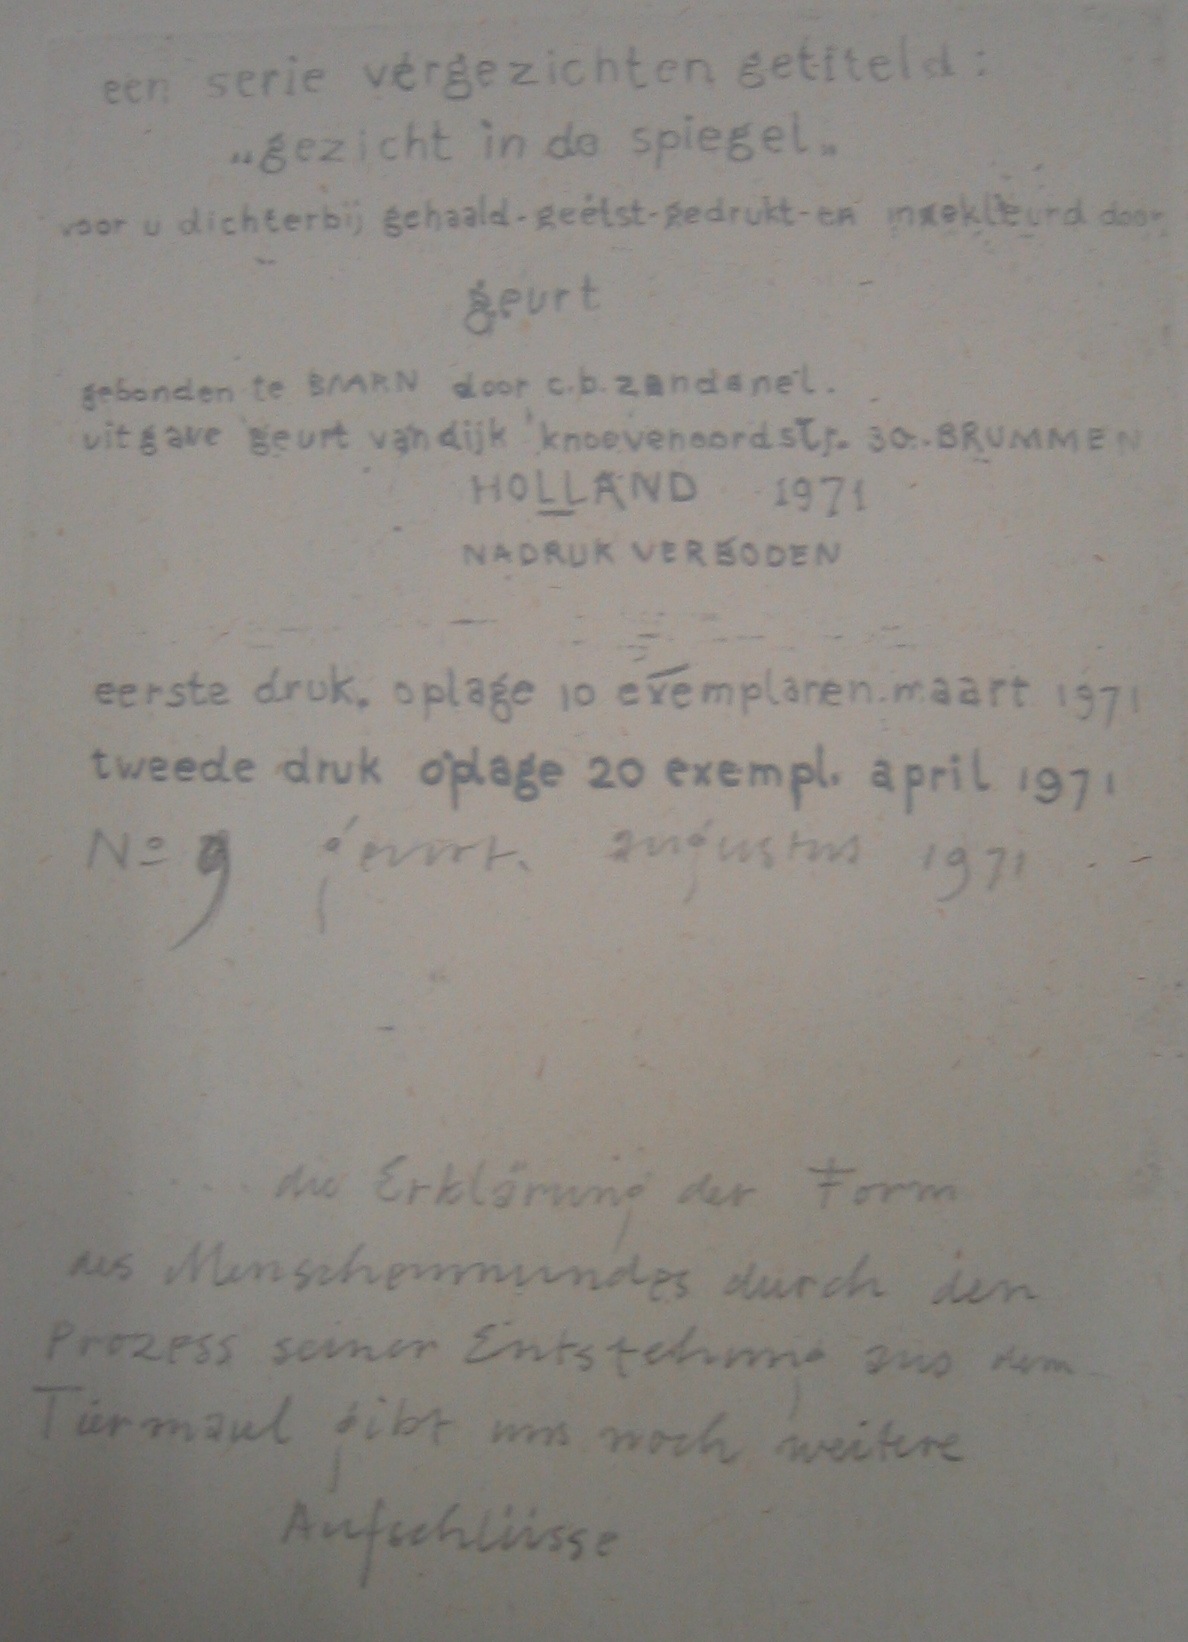 een serie vergezichten getiteld:
„gezicht in de spiegel„
voor u dichterbij gehaald-geëtst-gedrukt-en ingekleurd door
geurt
gebonden te BAARN door c.b. zandanel.
uitgave geurt van dijk knoevenoordstr. 30.-BRUMMEN
HOLLAND 1971
NADRUK VERBODEN
eerste druk. oplage 10 exemplaren.maart 1971
tweede druk oplage 20 exempl. april 1971
No 9 geurt. augustus 1971
.... die Erklärung der Form
des Menschenmundes durch den
Prozess seiner Entstehung aus dem
Tiermaul gibt uns noch weitere
Aufschlüsse